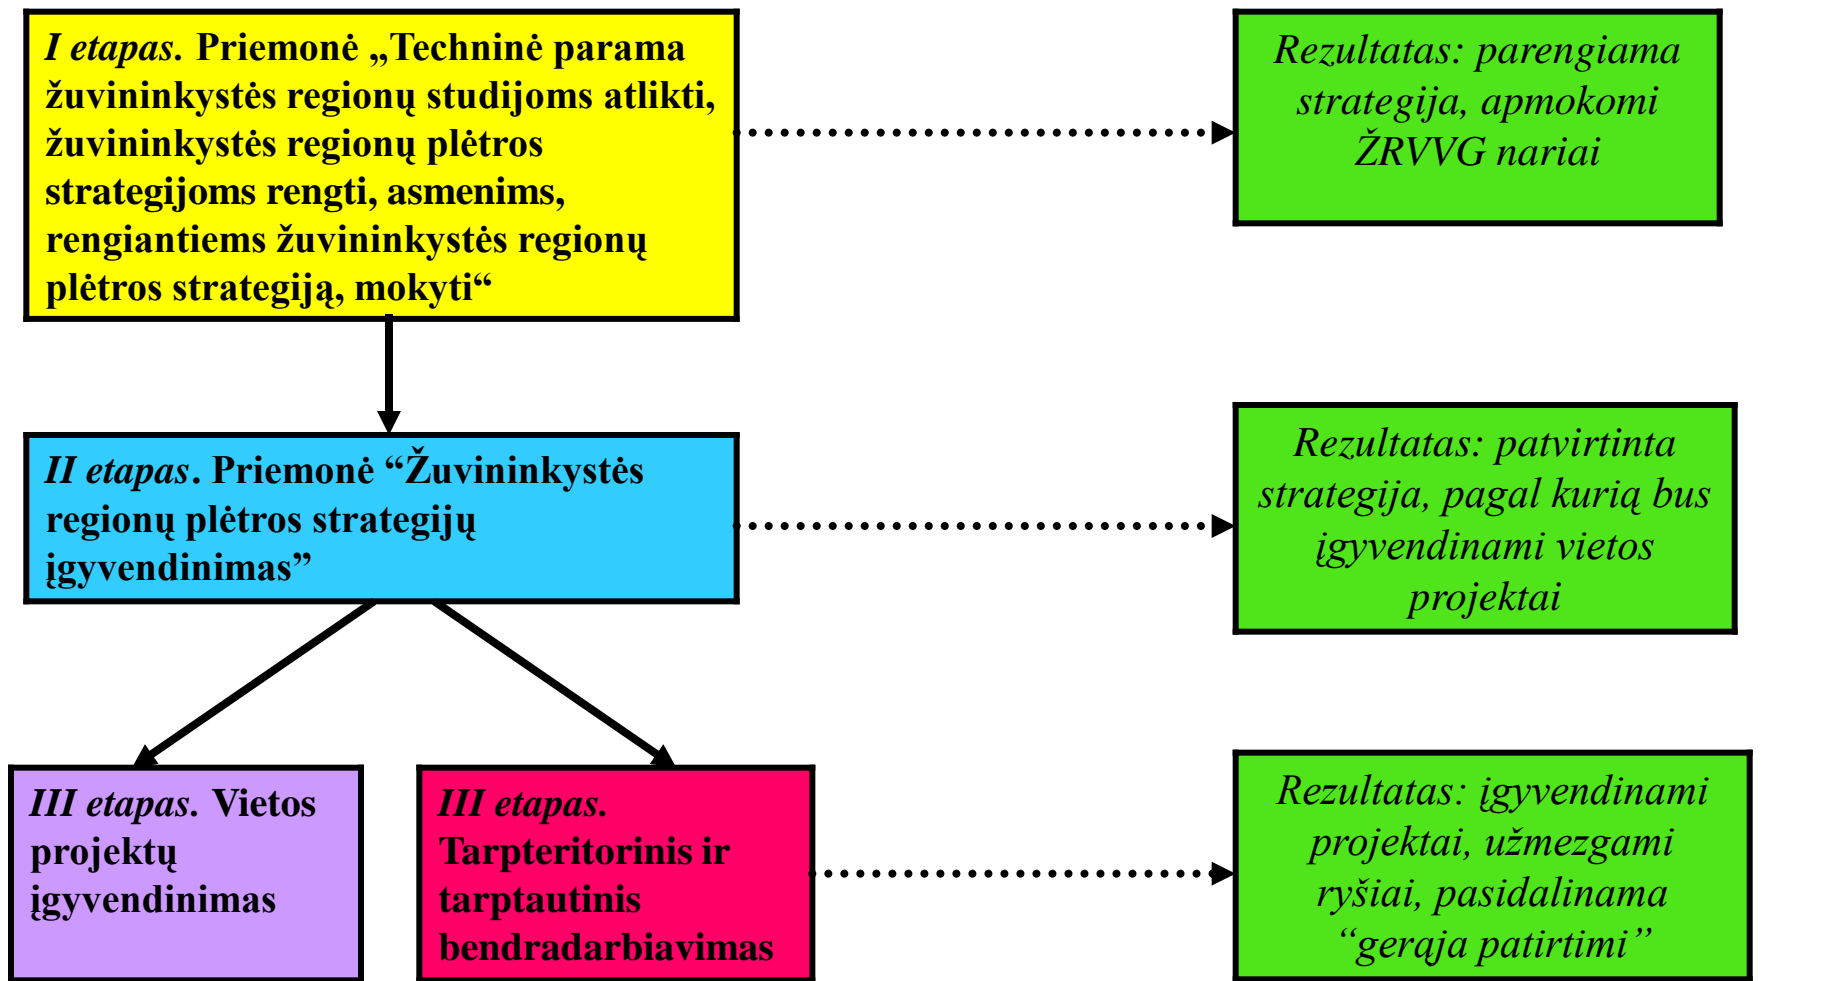 I etapas. Priemonė „Techninė parama
žuvininkystės regionų studijoms atlikti,
žuvininkystės regionų plėtros
strategijoms rengti, asmenims,
rengiantiems žuvininkystės regionų
plėtros strategiją, mokyti“
Rezultatas: parengiama
strategija, apmokomi
ŽRVVG nariai
II etapas. Priemonė “Žuvininkystės
regionų plėtros strategijų
įgyvendinimas”
Rezultatas: patvirtinta
strategija, pagal kurią bus
įgyvendinami vietos
projektai
III etapas. Vietos
projektų
įgyvendinimas
III etapas.
Tarpteritorinis ir
tarptautinis
bendradarbiavimas
Rezultatas: įgyvendinami
projektai, užmezgami
ryšiai, pasidalinama
“gerąja patirtimi”